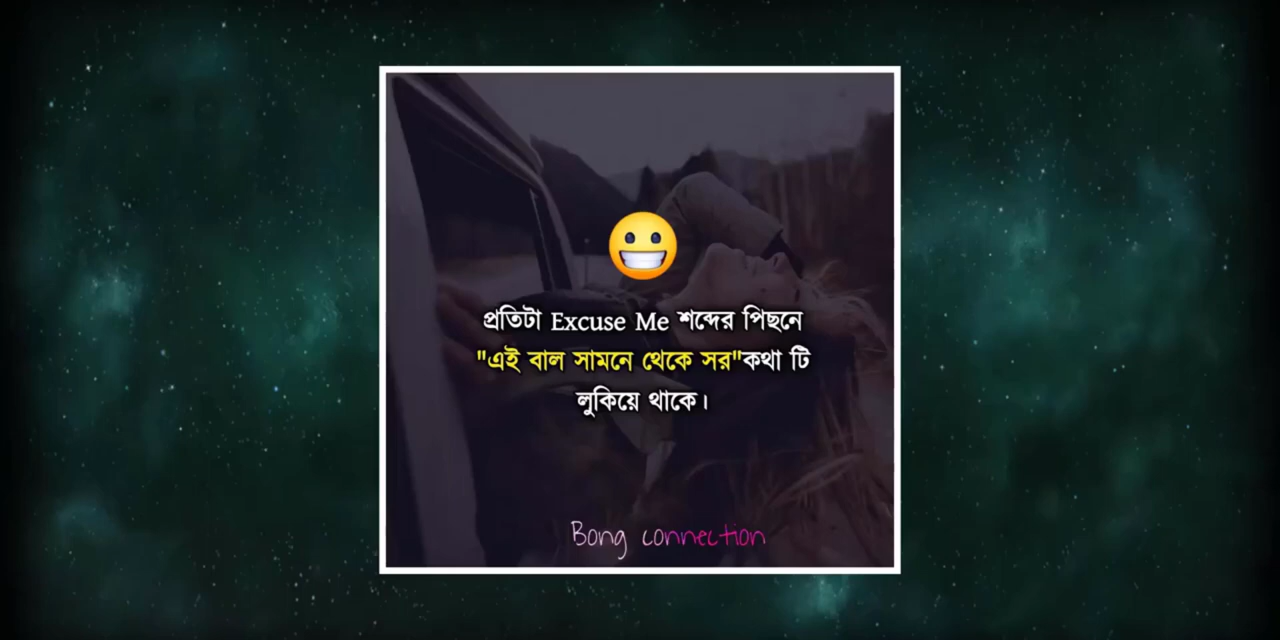 প্রতিটা Excuse Me শব্দের পিছনে
"এই বাল সামনে থেকে সর"কথা টি
লুকিয়ে থাকে।
Bong connection